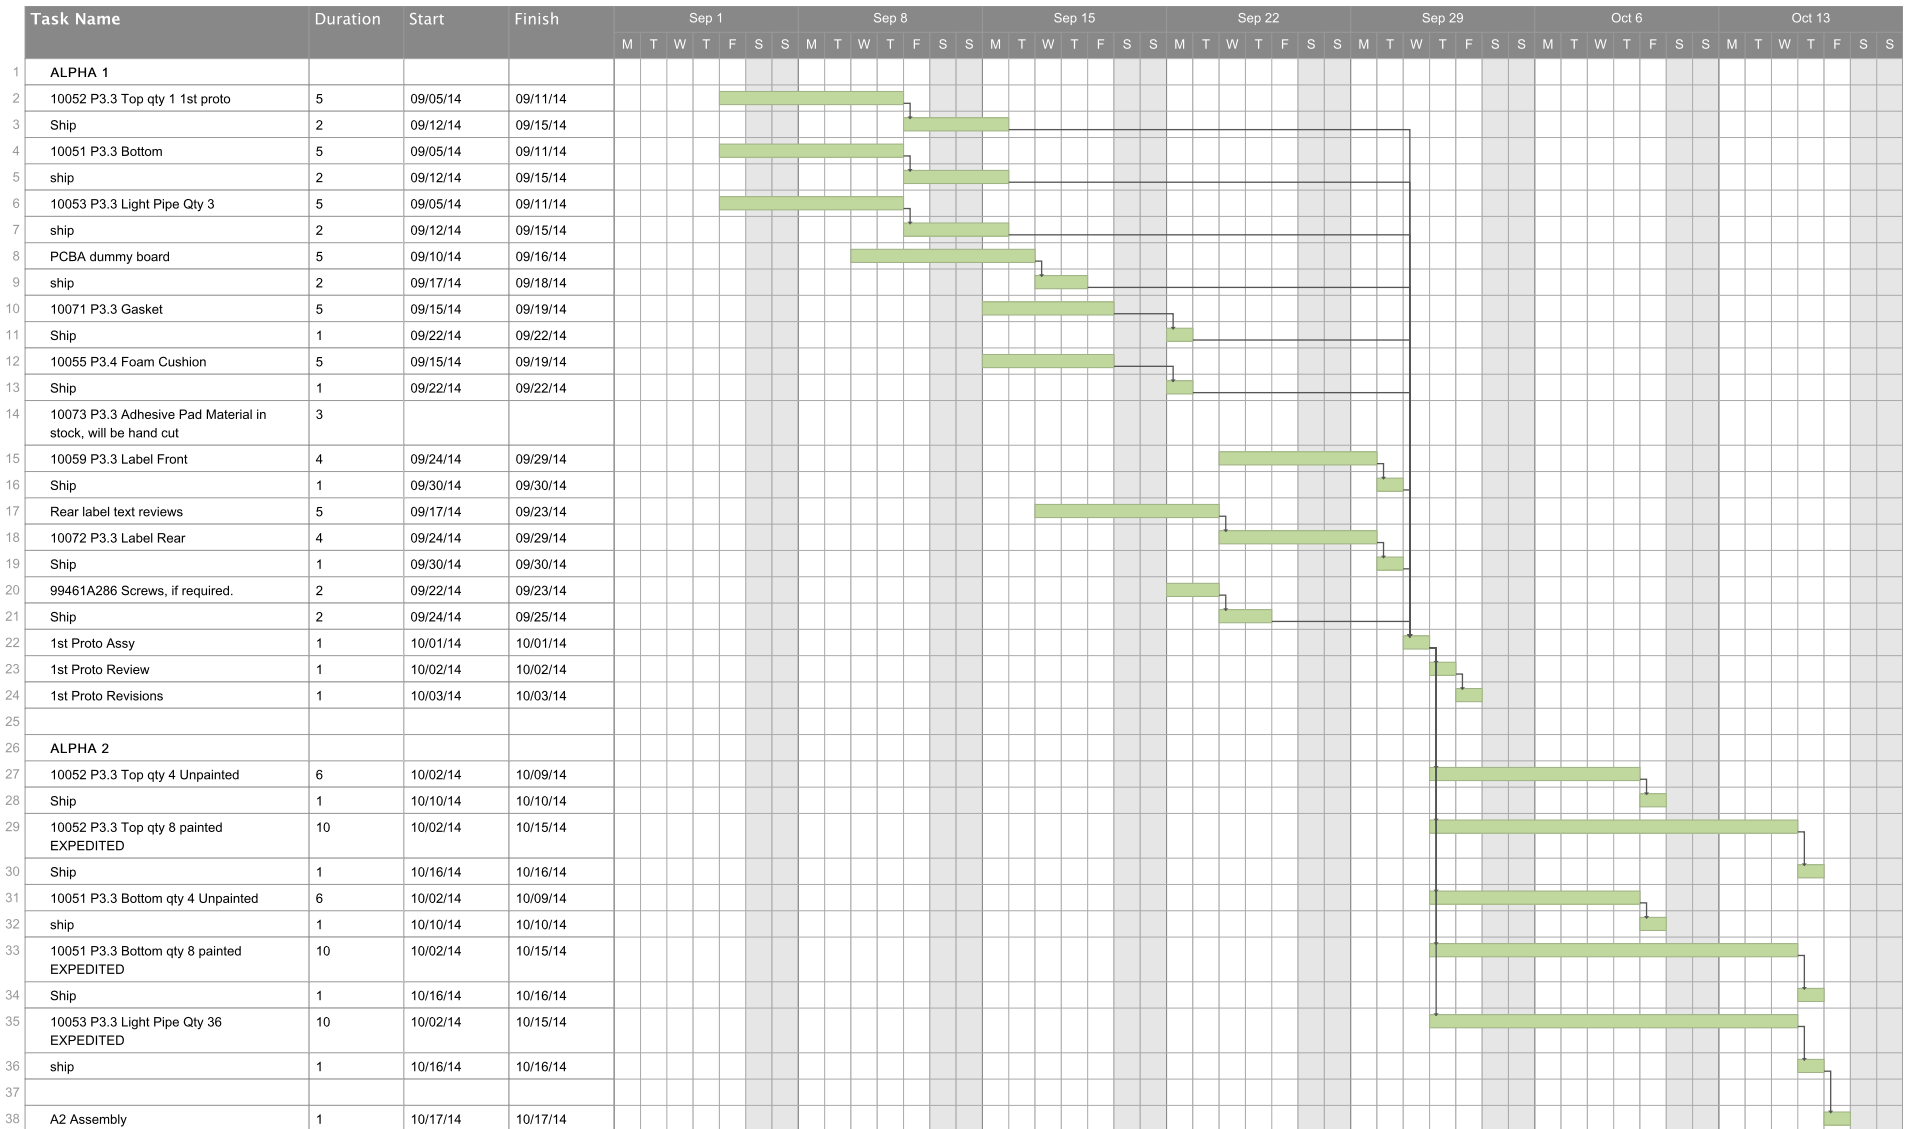 Task Name Duration Start Finish Sep 1 Sep 8 Sep 15 Sep 22 Sep 29 Oct 6 Oct 13
M T W T F S S M T W T F S S M T W T F S S M T W T F S S M T W T F S S M T W T F S S M T W T F S S
1 ALPHA 1
2 10052 P3.3 Top qty 1 1st proto 5 09/05/14 09/11/14
3 Ship 2 09/12/14 09/15/14
4 10051 P3.3 Bottom 5 09/05/14 09/11/14
5 ship 2 09/12/14 09/15/14
6 10053 P3.3 Light Pipe Qty 3 5 09/05/14 09/11/14
7 ship 2 09/12/14 09/15/14
8 PCBA dummy board 5 09/10/14 09/16/14
9 ship 2 09/17/14 09/18/14
10 10071 P3.3 Gasket 5 09/15/14 09/19/14
11 Ship 1 09/22/14 09/22/14
12 10055 P3.4 Foam Cushion 5 09/15/14 09/19/14
13 Ship 1 09/22/14 09/22/14
14 10073 P3.3 Adhesive Pad Material in 3
stock, will be hand cut
15 10059 P3.3 Label Front 4 09/24/14 09/29/14
16 Ship 1 09/30/14 09/30/14
17 Rear label text reviews 5 09/17/14 09/23/14
18 10072 P3.3 Label Rear 4 09/24/14 09/29/14
19 Ship 1 09/30/14 09/30/14
20 99461A286 Screws, if required. 2 09/22/14 09/23/14
21 Ship 2 09/24/14 09/25/14
22 1st Proto Assy 1 10/01/14 10/01/14
23 1st Proto Review 1 10/02/14 10/02/14
24 1st Proto Revisions 1 10/03/14 10/03/14
25
26 ALPHA 2
27 10052 P3.3 Top qty 4 Unpainted 6 10/02/14 10/09/14
28 Ship 1 10/10/14 10/10/14
29 10052 P3.3 Top qty 8 painted 10 10/02/14 10/15/14
EXPEDITED
30 Ship 1 10/16/14 10/16/14
31 10051 P3.3 Bottom qty 4 Unpainted 6 10/02/14 10/09/14
32 ship 1 10/10/14 10/10/14
33 10051 P3.3 Bottom qty 8 painted 10 10/02/14 10/15/14
EXPEDITED
34 Ship 1 10/16/14 10/16/14
35 10053 P3.3 Light Pipe Qty 36 10 10/02/14 10/15/14
EXPEDITED
36 ship 1 10/16/14 10/16/14
37
38 A2 Assembly 1 10/17/14 10/17/14